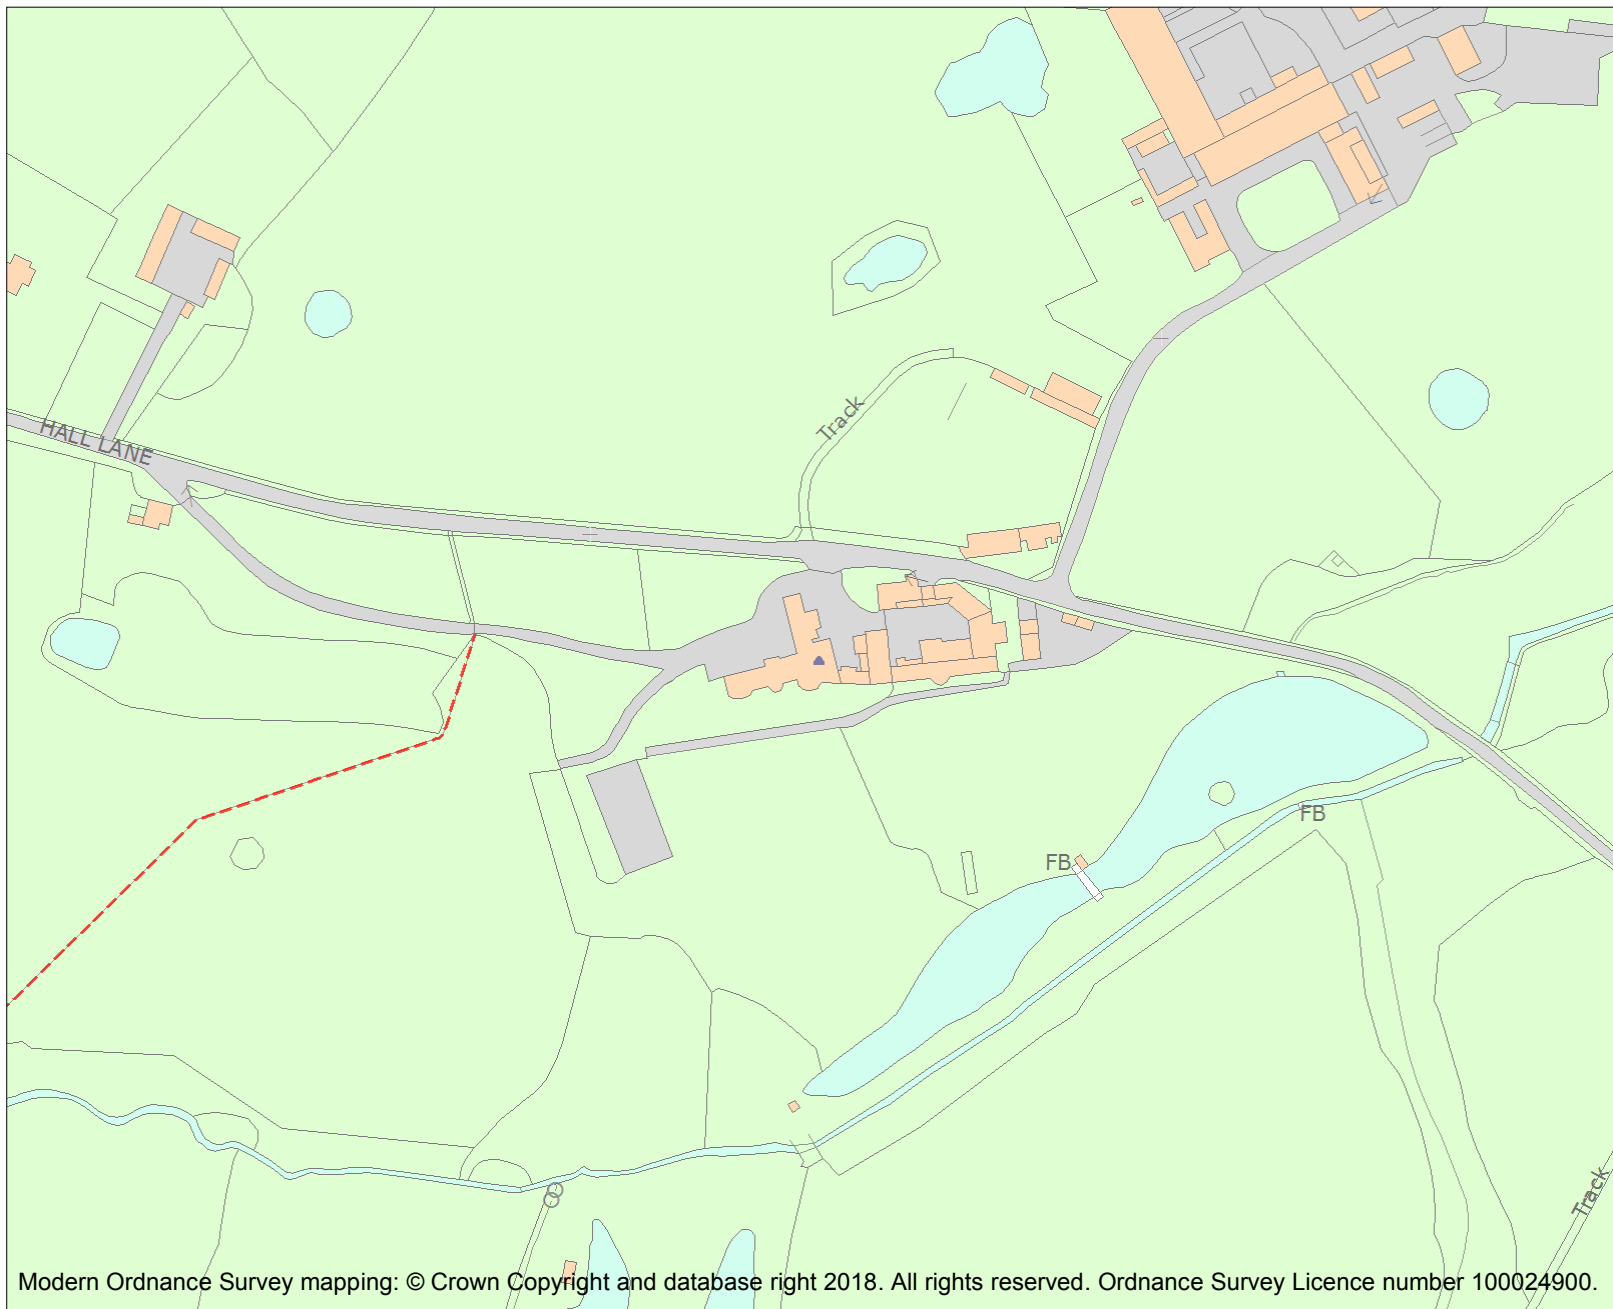 Track
HALL LANE
FB
FB
Track
Modern Ordnance Survey mapping: © Crown Copyright and database right 2018. All rights reserved. Ordnance Survey Licence number 100024900.